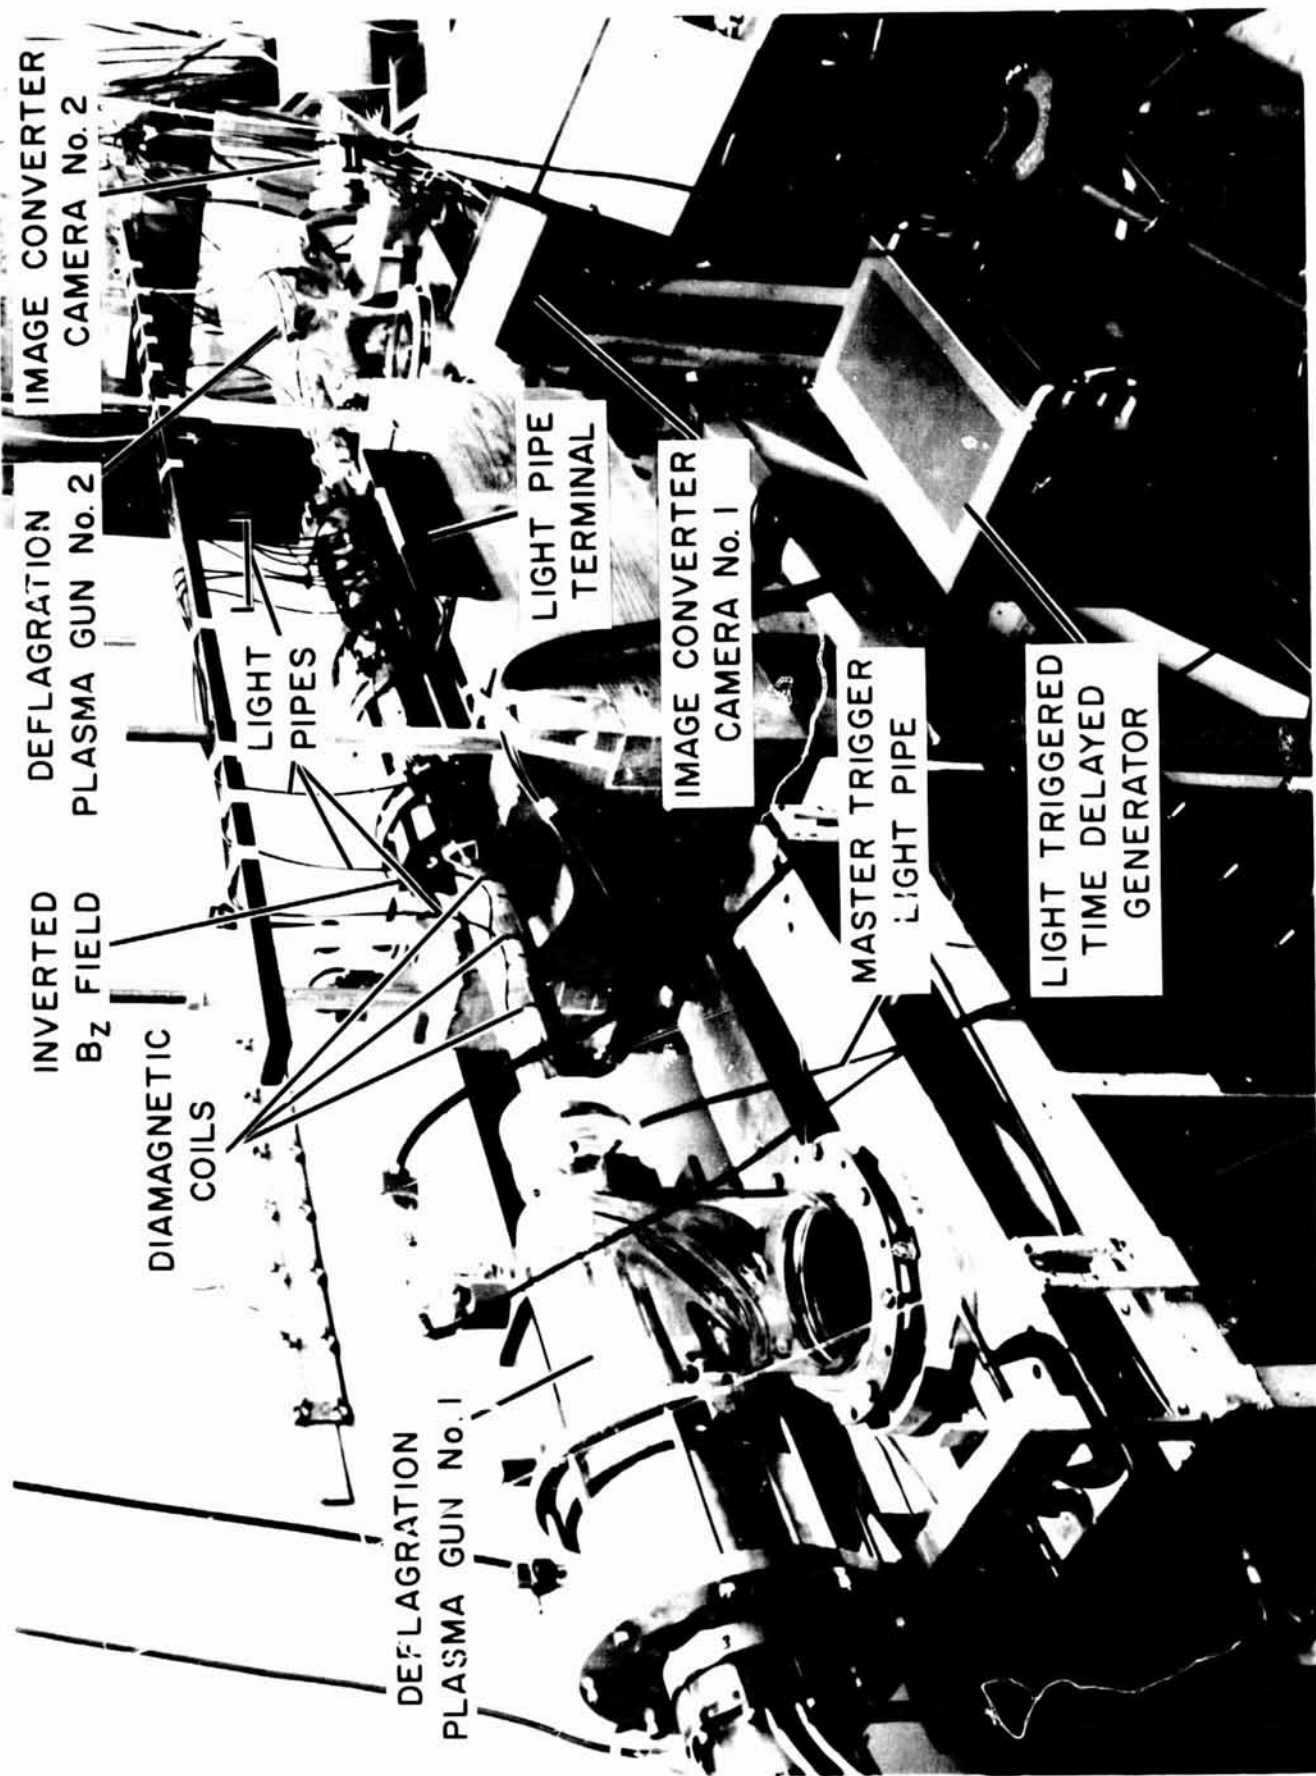 DEFLAGRATION
PLASMA GUN No. 1
DIAMAGNETIC
COILS
INVERTED
Bz FIELD
DEFLAGRATION
PLASMA GUN No. 2
IMAGE CONVERTER
CAMERA No. 2
LIGHT
PIPES
LIGHT PIPE
TERMINAL
IMAGE CONVERTER
CAMERA No. 1
MASTER TRIGGER
LIGHT PIPE
LIGHT TRIGGERED
TIME DELAYED
GENERATOR